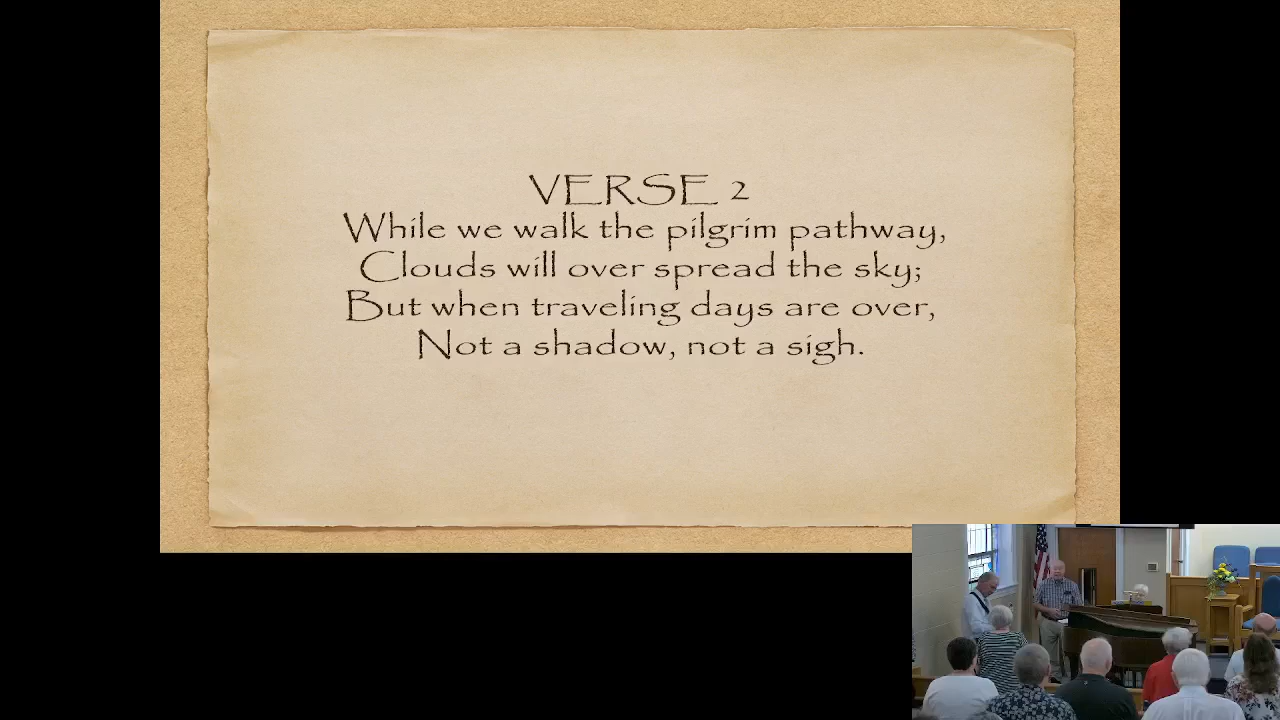 VERSE 2
While we walk the pilgrim pathway,
Clouds will over spread the sky;
But when traveling days are over,
Not a shadow, not a sigh.